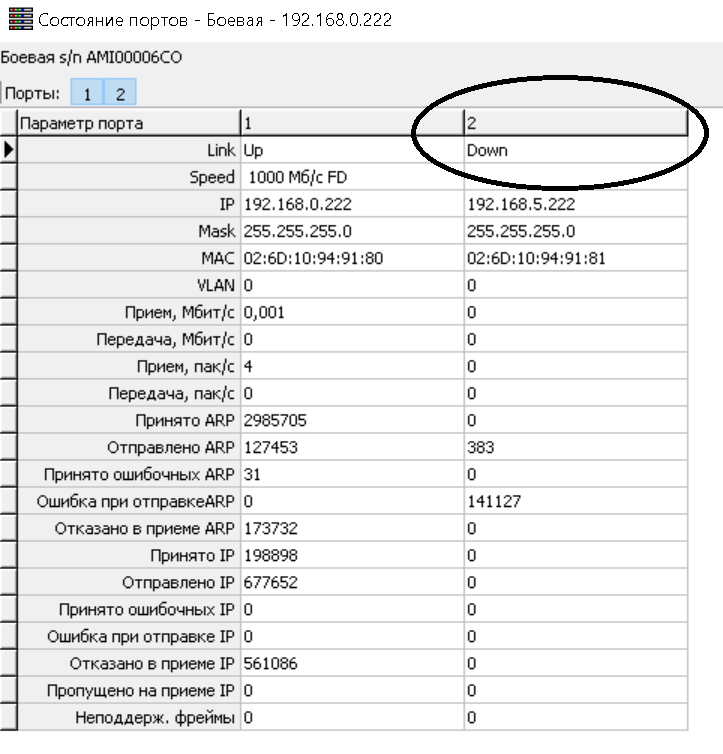 Состояние портов - Боевая - 192.168.0.222
Боевая s/n AMI00006CO
Порты: 1 2
Параметр порта 1 2
Link Up Down
Speed 1000 Мб/с FD
IP 192.168.0.222 192.168.5.222
Mask 255.255.255.0 255.255.255.0
MAC 02:6D:10:94:91:80 02:6D:10:94:91:81
VLAN 0 0
Прием, Мбит/с 0,001 0
Передача, Мбит/с 0 0
Прием, пак/с 4 0
Передача, пак/с 0 0
Принято ARP 2985705 0
Отправлено ARP 127453 383
Принято ошибочных ARP 31 0
Ошибка при отправкеARP 0 141127
Отказано в приеме ARP 173732 0
Принято IP 198898 0
Отправлено IP 677652 0
Принято ошибочных IP 0 0
Ошибка при отправке IP 0 0
Отказано в приеме IP 561086 0
Пропущено на приеме IP 0 0
Неподдерж. фреймы 0 0